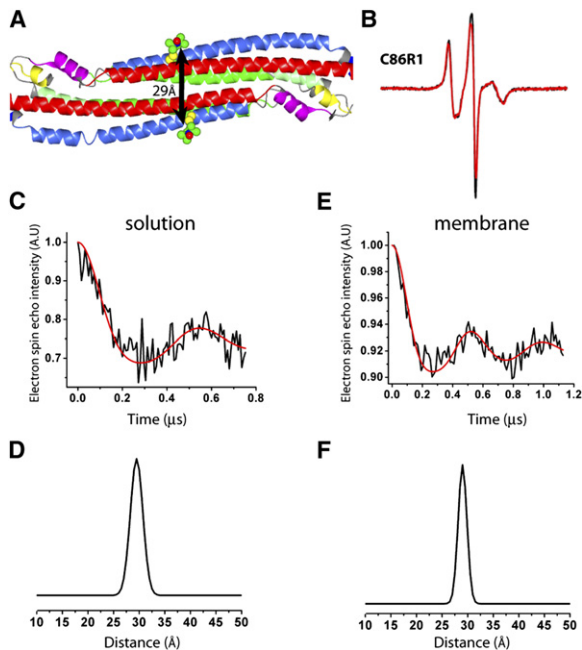 A
29Å
B
C86R1
C
solution
Electron spin echo intensity (A.U)
1.0
0.9
0.8
0.7
0.0 0.2 0.4 0.6 0.8
Time (μs)
E
membrane
Electron spin echo intensity (A.U)
1.00
0.98
0.96
0.94
0.92
0.90
0.0 0.2 0.4 0.6 0.8 1.0 1.2
Time (μs)
D
10 15 20 25 30 35 40 45 50
Distance (Å)
F
10 15 20 25 30 35 40 45 50
Distance (Å)